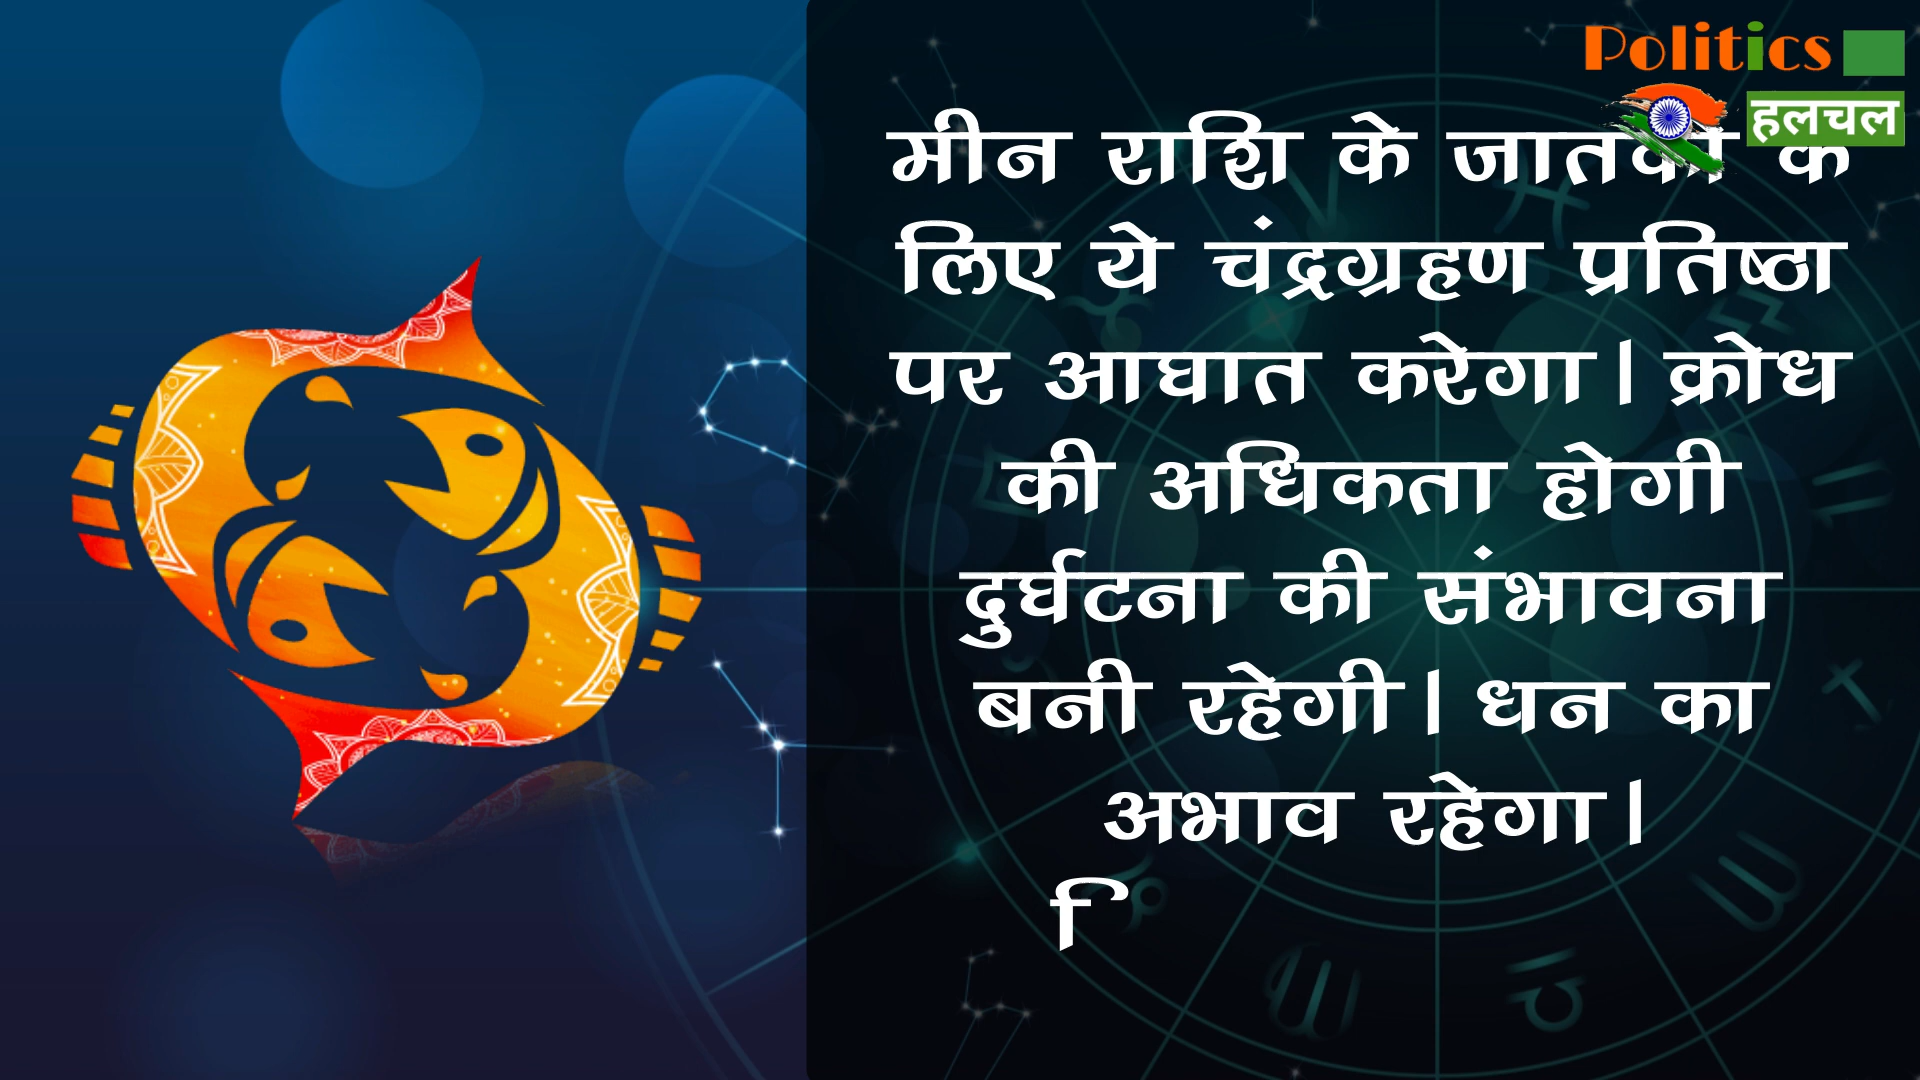 Politics
हलचल
मीन राशि के जातकों के
लिए ये चंद्रग्रहण प्रतिष्ठा
पर आघात करेगा। क्रोध
की अधिकता होगी
दुर्घटना की संभावना
बनी रहेगी। धन का
अभाव रहेगा।